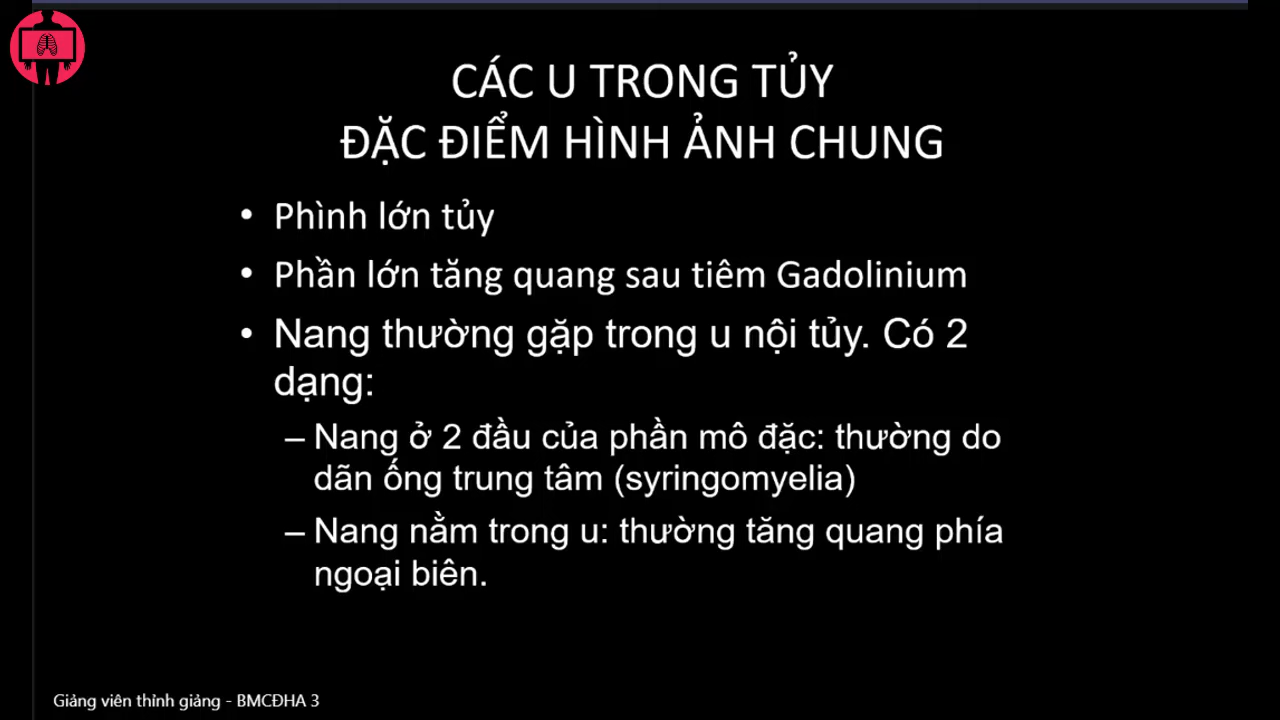 CÁC U TRONG TỦY
ĐẶC ĐIỂM HÌNH ẢNH CHUNG
• Phình lớn tủy
• Phần lớn tăng quang sau tiêm Gadolinium
• Nang thường gặp trong u nội tủy. Có 2
dạng:
– Nang ở 2 đầu của phần mô đặc: thường do
dãn ống trung tâm (syringomyelia)
– Nang nằm trong u: thường tăng quang phía
ngoại biên.
Giảng viên thỉnh giảng - BMCĐHA 3